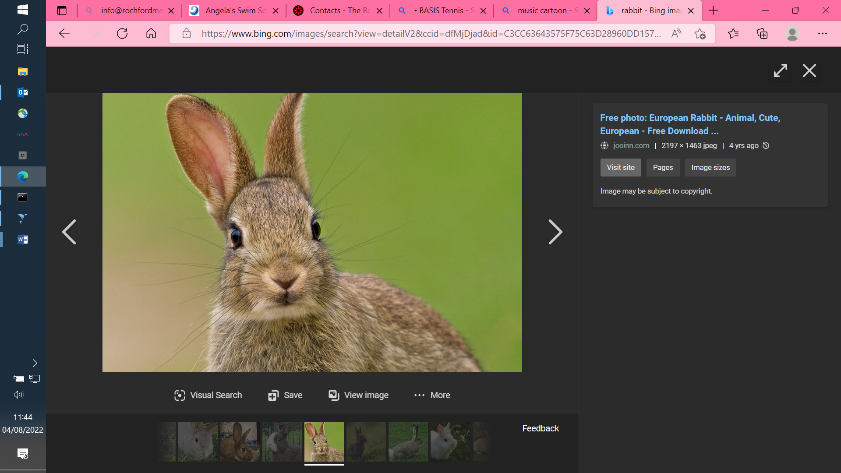 info@rochfordme
Angela's Swim Sc
Contacts - The B
• BASIS Tennis - S
music cartoon - S
rabbit - Bing ima
https://www.bing.com/images/search?view=detailV2&ccid=dfMjDjad&id=C3CC63643575F75C63D28960DD157...
Free photo: European Rabbit - Animal, Cute,
European - Free Download ...
jooinn.com | 2197 × 1463 jpeg | 4 yrs ago
Visit site Pages Image sizes
Image may be subject to copyright.
Visual Search Save View image ... More
Feedback
11:44
04/08/2022